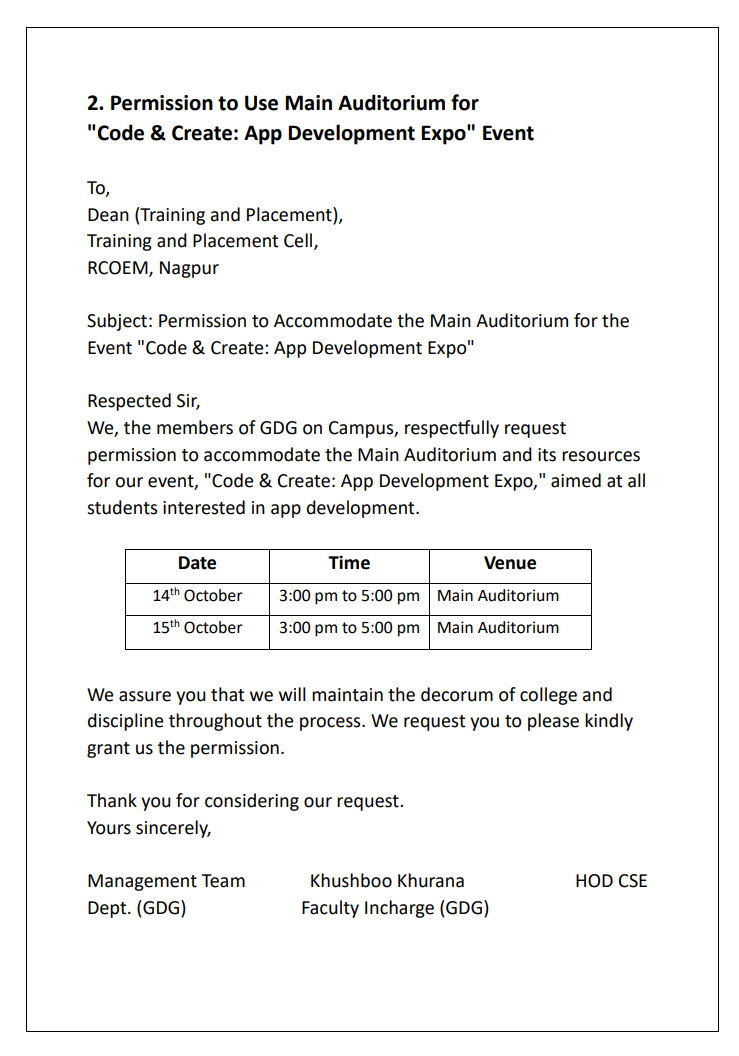 2. Permission to Use Main Auditorium for
"Code & Create: App Development Expo" Event
To,
Dean (Training and Placement),
Training and Placement Cell,
RCOEM, Nagpur
Subject: Permission to Accommodate the Main Auditorium for the
Event "Code & Create: App Development Expo"
Respected Sir,
We, the members of GDG on Campus, respectfully request
permission to accommodate the Main Auditorium and its resources
for our event, "Code & Create: App Development Expo," aimed at all
students interested in app development.
Date Time Venue
14th October 3:00 pm to 5:00 pm Main Auditorium
15th October 3:00 pm to 5:00 pm Main Auditorium
We assure you that we will maintain the decorum of college and
discipline throughout the process. We request you to please kindly
grant us the permission.
Thank you for considering our request.
Yours sincerely,
Management Team Khushboo Khurana HOD CSE
Dept. (GDG) Faculty Incharge (GDG)